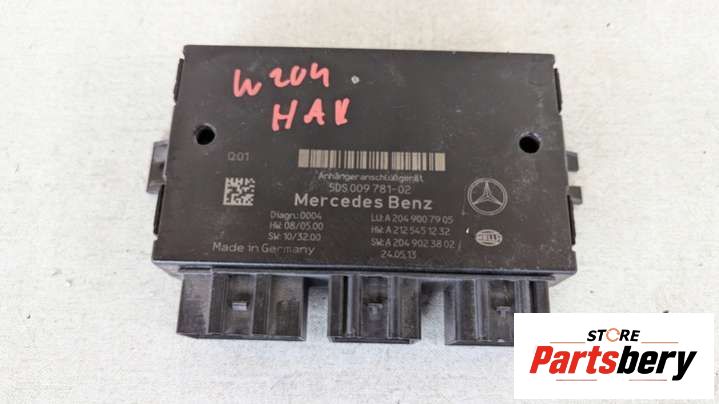 W204
HAK
Q01
Anhängeranschlußgerät
5DS 009 781-02
Mercedes Benz
Diagn.:0004
HW: 08/05.00
SW: 10/32.00
Made in Germany
LU:A 204 900 79 05
HW:A 212 545 12 32
SW:A 204 902 38 02
24.05.13
HELLA
STORE
Partsbery